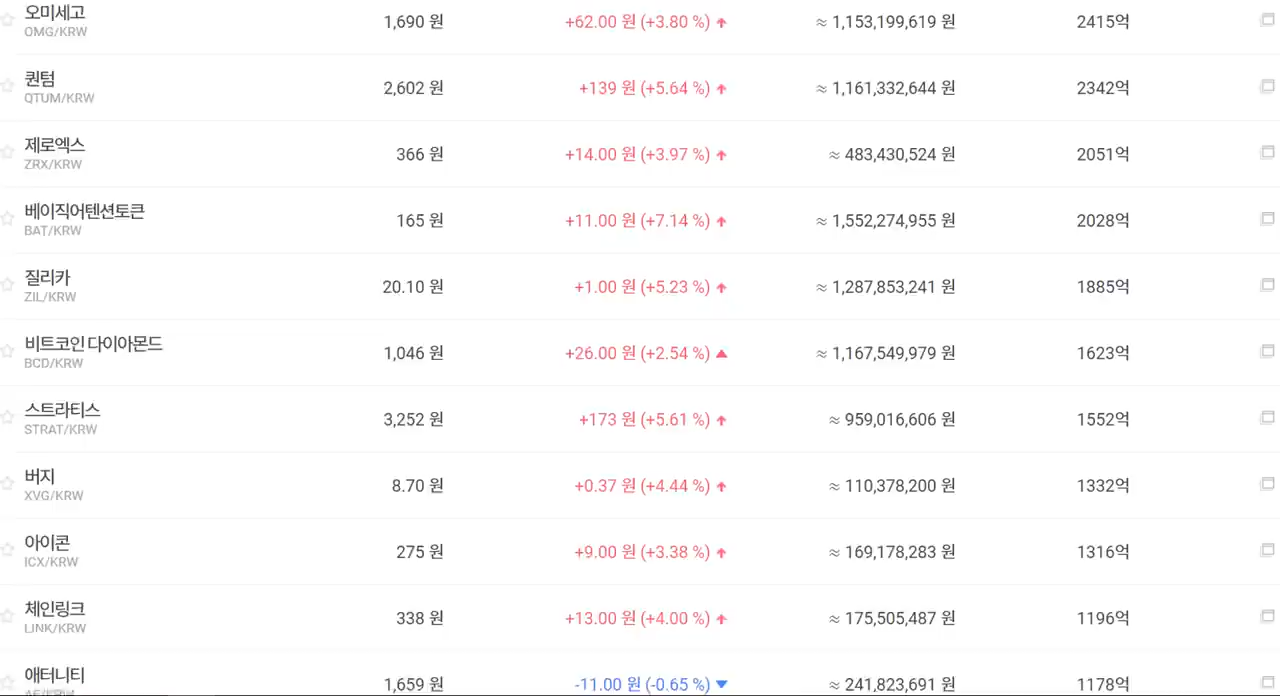 오미세고 1,690 원 +62.00 원 (+3.80 %) ≈ 1,153,199,619 원 2415억
OMG/KRW
퀀텀 2,602 원 +139 원 (+5.64 %) ≈ 1,161,332,644 원 2342억
QTUM/KRW
제로엑스 366 원 +14.00 원 (+3.97 %) ≈ 483,430,524 원 2051억
ZRX/KRW
베이직어텐션토큰 165 원 +11.00 원 (+7.14 %) ≈ 1,552,274,955 원 2028억
BAT/KRW
질리카 20.10 원 +1.00 원 (+5.23 %) ≈ 1,287,853,241 원 1885억
ZIL/KRW
비트코인 다이아몬드 1,046 원 +26.00 원 (+2.54 %) ≈ 1,167,549,979 원 1623억
BCD/KRW
스트라티스 3,252 원 +173 원 (+5.61 %) ≈ 959,016,606 원 1552억
STRAT/KRW
버지 8.70 원 +0.37 원 (+4.44 %) ≈ 110,378,200 원 1332억
XVG/KRW
아이콘 275 원 +9.00 원 (+3.38 %) ≈ 169,178,283 원 1316억
ICX/KRW
체인링크 338 원 +13.00 원 (+4.00 %) ≈ 175,505,487 원 1196억
LINK/KRW
애터니티 1,659 원 -11.00 원 (-0.65 %) ≈ 241,823,691 원 1178억